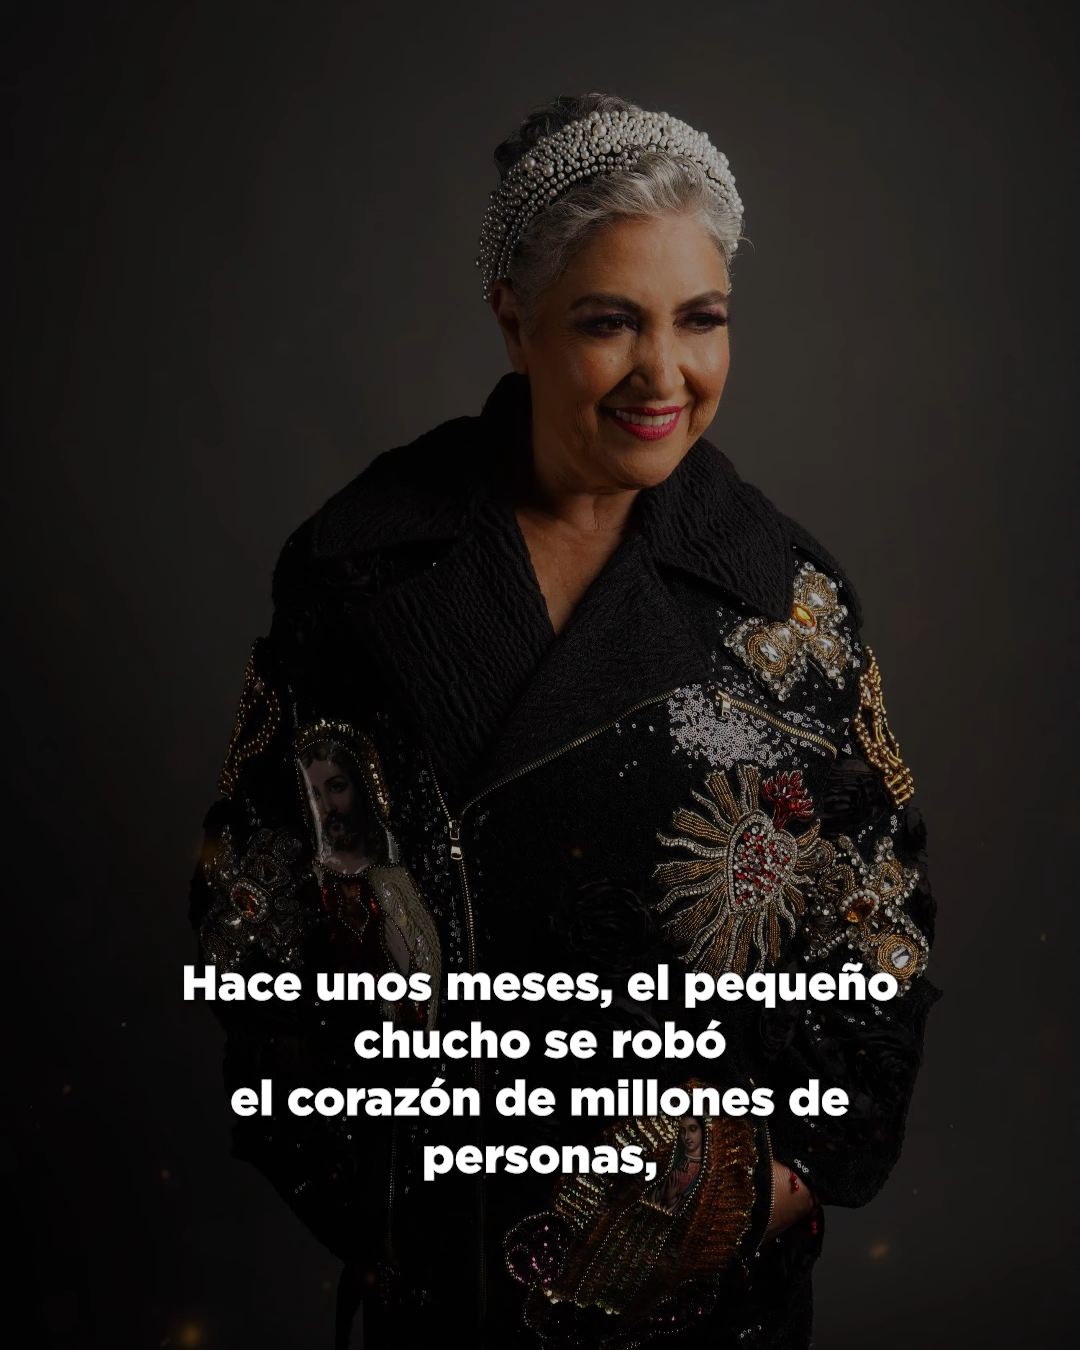 Hace unos meses, el pequeño
chucho se robó
el corazón de millones de
personas,